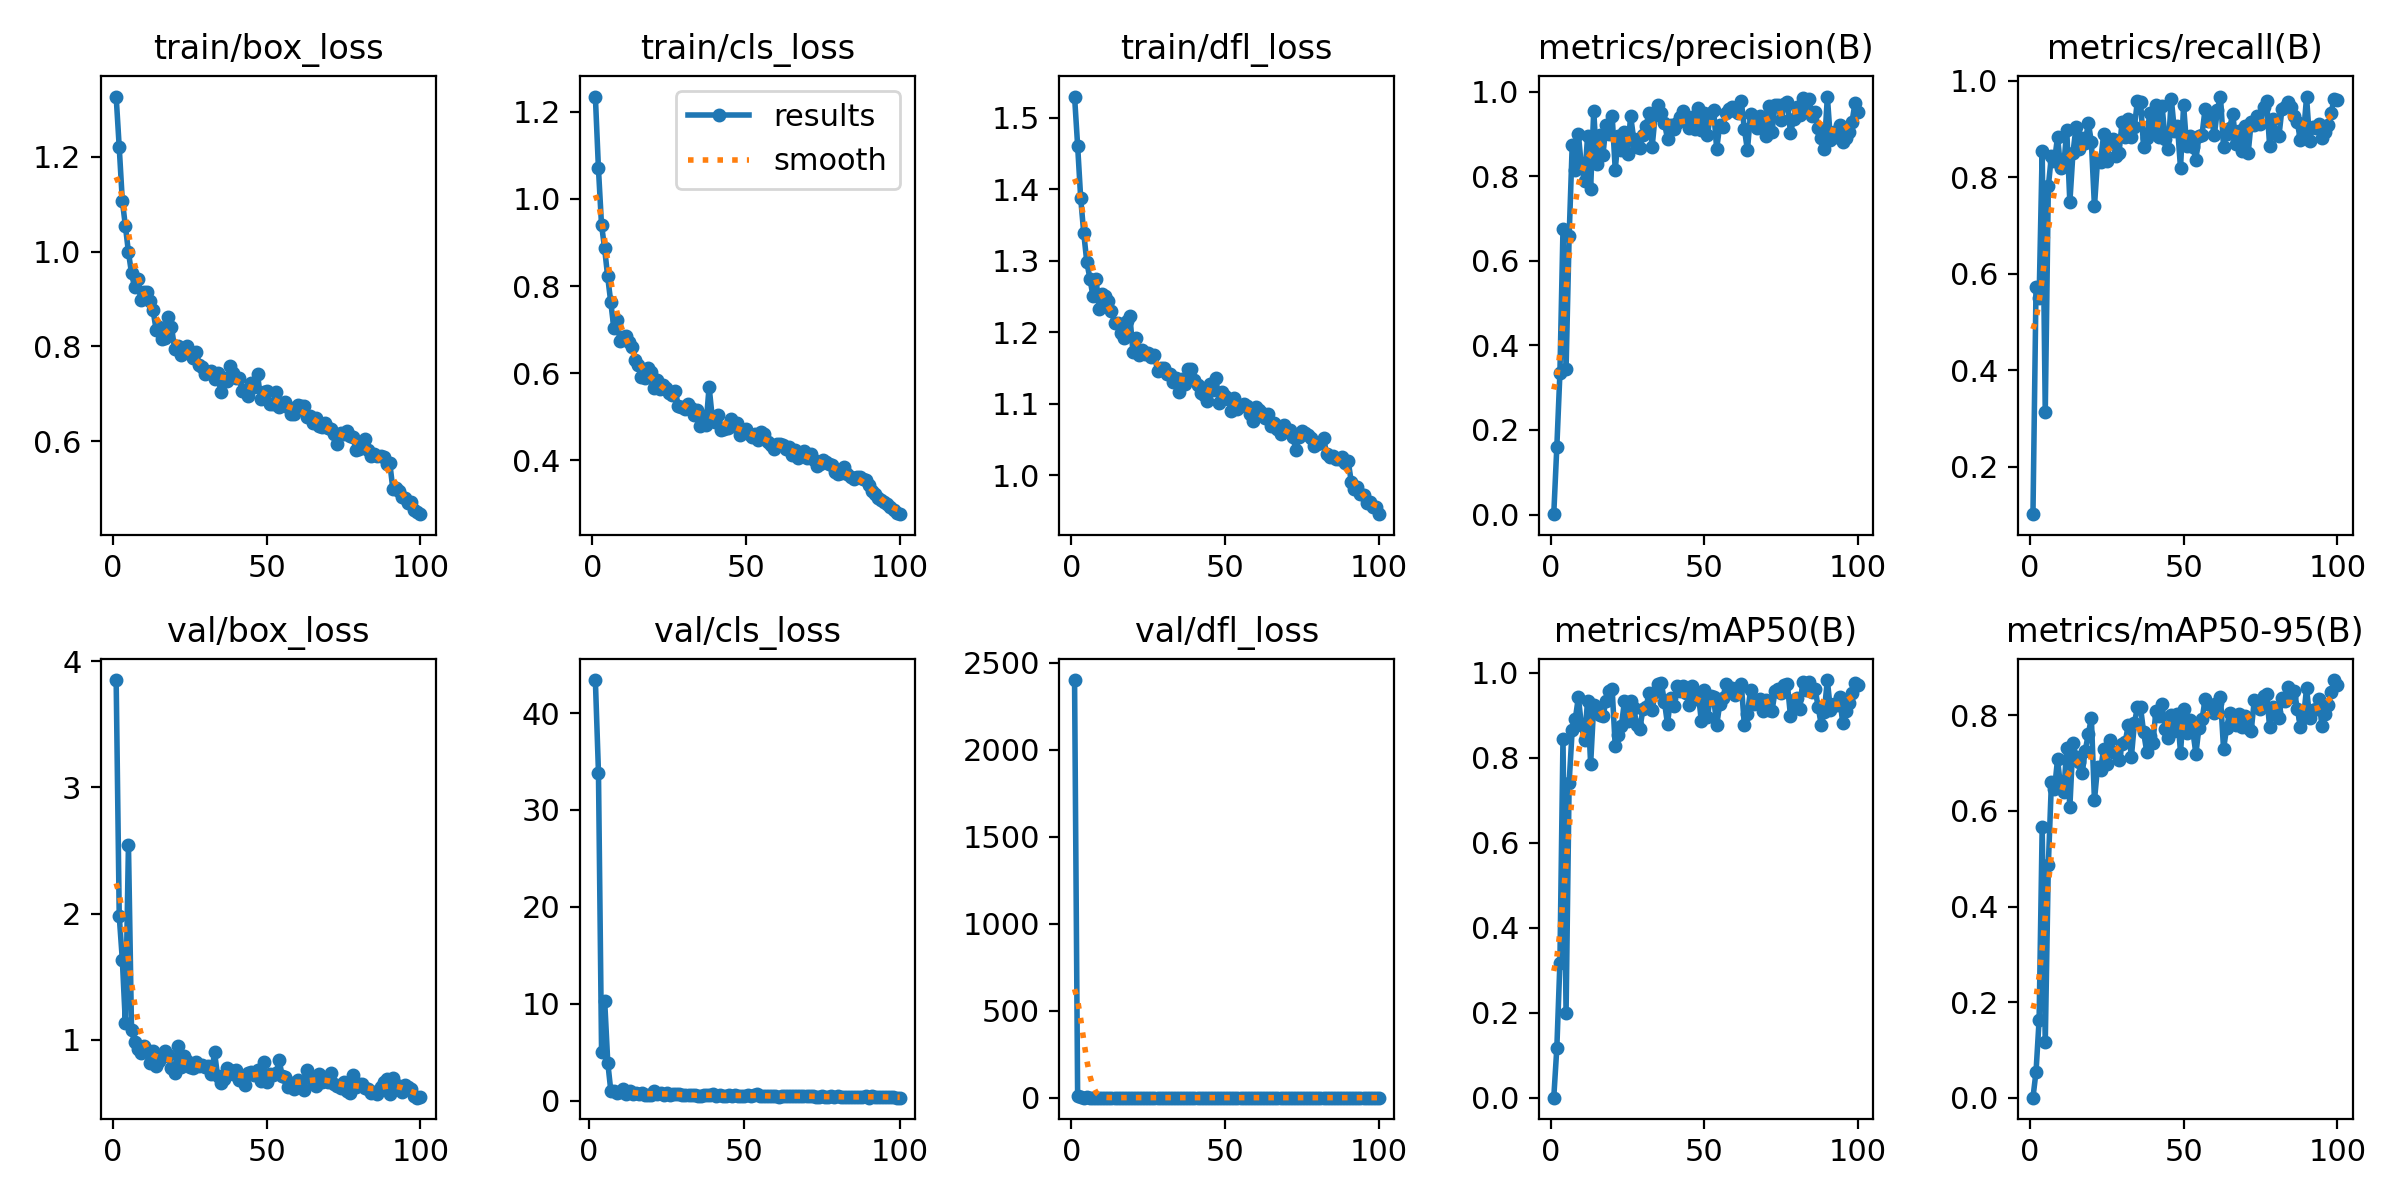 train/box_loss
train/cls_loss
train/dfl_loss
metrics/precision(B)
metrics/recall(B)
1.2
1.0
0.8
0.6
0 50 100
results
smooth
1.2
1.0
0.8
0.6
0.4
0 50 100
1.5
1.4
1.3
1.2
1.1
1.0
0 50 100
1.0
0.8
0.6
0.4
0.2
0.0
0 50 100
1.0
0.8
0.6
0.4
0.2
0 50 100
val/box_loss
val/cls_loss
val/dfl_loss
metrics/mAP50(B)
metrics/mAP50-95(B)
4
3
2
1
0 50 100
40
30
20
10
0
0 50 100
2500
2000
1500
1000
500
0
0 50 100
1.0
0.8
0.6
0.4
0.2
0.0
0 50 100
0.8
0.6
0.4
0.2
0.0
0 50 100